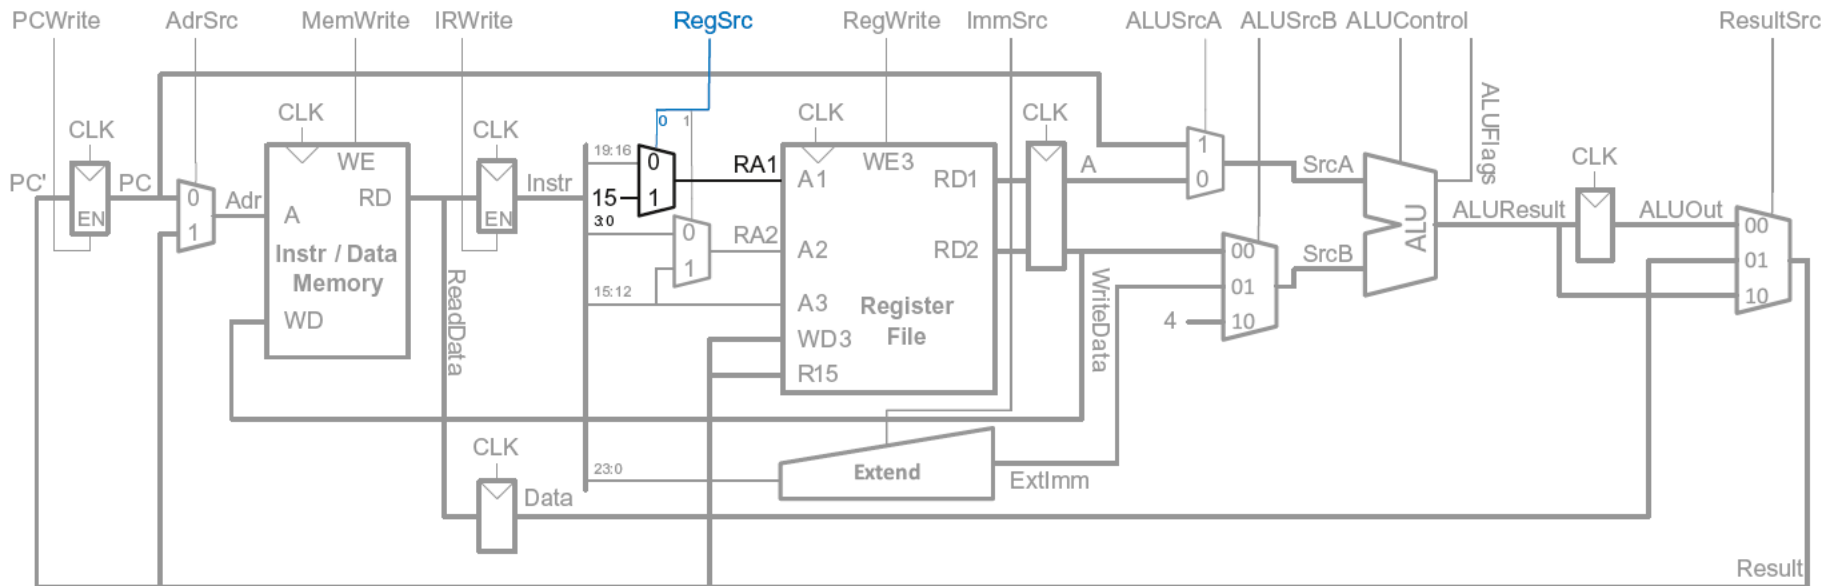 PCWrite AdrSrc MemWrite IRWrite RegSrc RegWrite ImmSrc ALUSrcA ALUSrcB ALUControl ResultSrc
CLK CLK CLK CLK CLK CLK CLK CLK
PC' PC EN
0 1
Adr
WE
A RD
Instr / Data
Memory
WD
ReadData
EN
Instr
0 1
19:16
0
15 1
3:0
0
1
15:12
RA1
RA2
A1 WE3 RD1
A2 RD2
A3
Register
File
WD3
R15
A
WriteData
1
0
00
01
4 10
SrcA
SrcB
ALU
ALUFlags
ALUResult
ALUOut
00
01
10
23:0
Extend
ExtImm
Data
Result